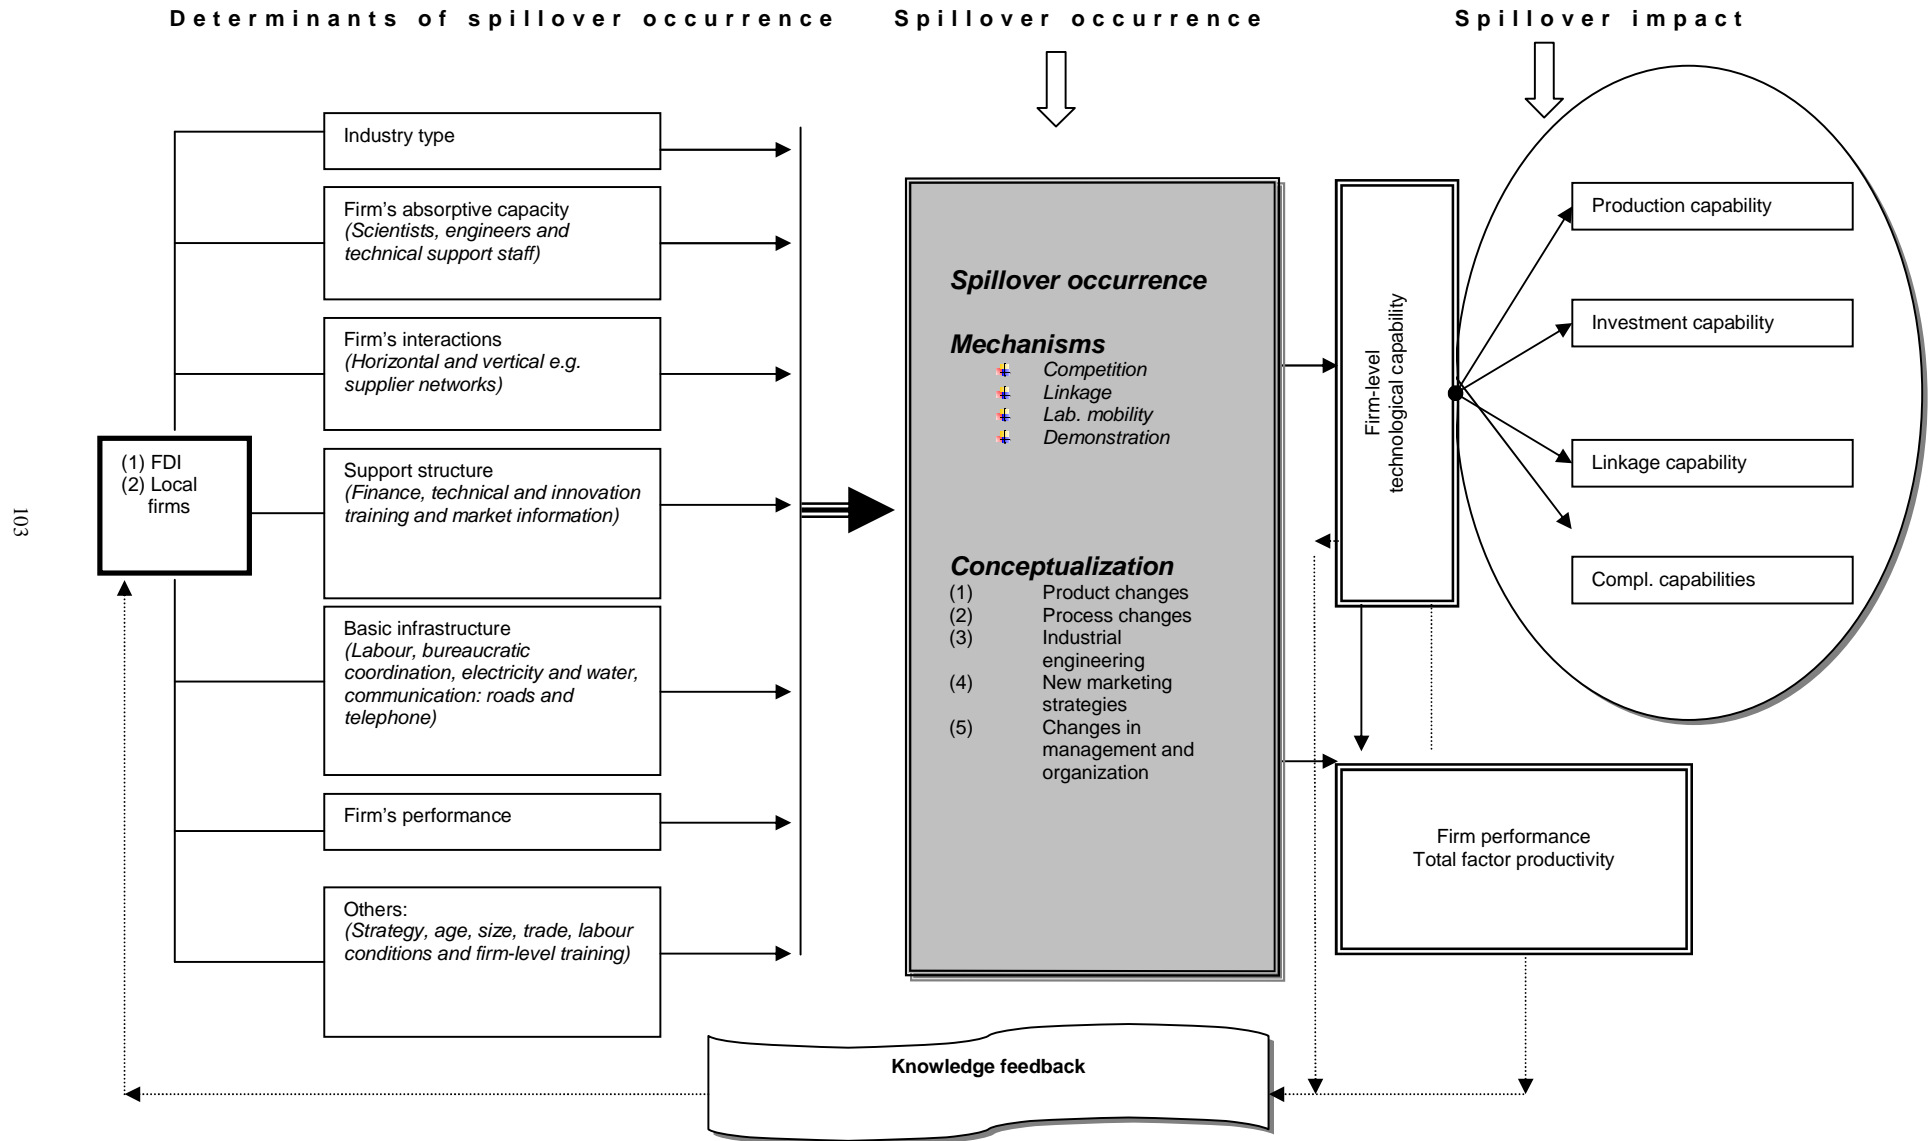 Determinants of spillover occurrence
Spillover occurrence
Spillover impact
103
(1) FDI
(2) Local
firms
Industry type
Firm's absorptive capacity
(Scientists, engineers and
technical support staff)
Firm's interactions
(Horizontal and vertical e.g.
supplier networks)
Support structure
(Finance, technical and innovation
training and market information)
Basic infrastructure
(Labour, bureaucratic
coordination, electricity and water,
communication: roads and
telephone)
Firm's performance
Others:
(Strategy, age, size, trade, labour
conditions and firm-level training)
Spillover occurrence
Mechanisms
Competition
Linkage
Lab. mobility
Demonstration
Conceptualization
(1) Product changes
(2) Process changes
(3) Industrial
engineering
(4) New marketing
strategies
(5) Changes in
management and
organization
Firm-level
technological capability
Production capability
Investment capability
Linkage capability
Compl. capabilities
Firm performance
Total factor productivity
Knowledge feedback